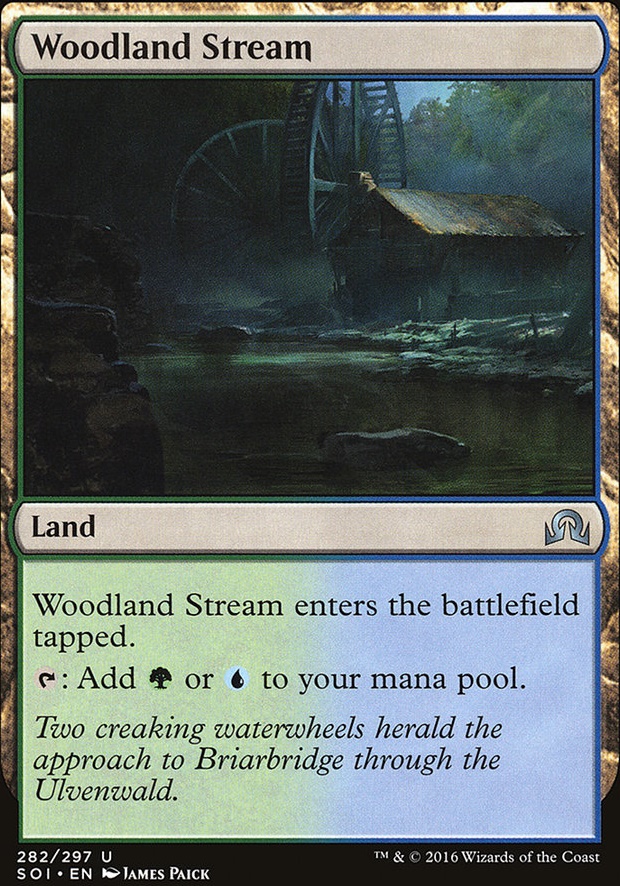 Woodland Stream
Land
Woodland Stream enters the battlefield
tapped.
: Add or to your mana pool.
Two creaking waterwheels herald the
approach to Briarbridge through the
Ulvenwald.
282/297 U
SOI • EN James Paick
™ & © 2016 Wizards of the Coast